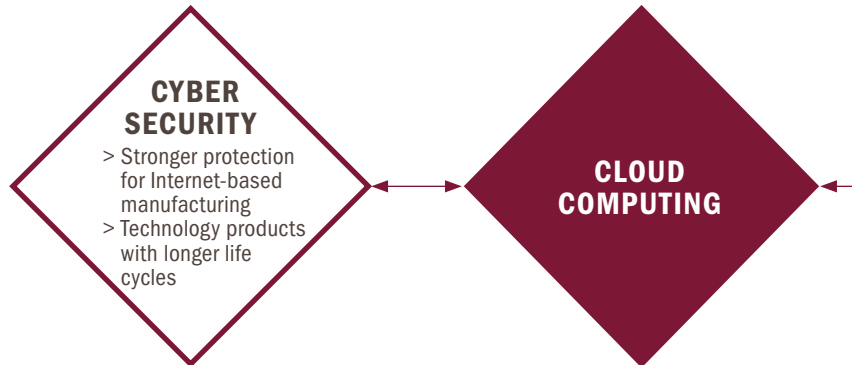 CYBER
SECURITY
> Stronger protection
for Internet-based
manufacturing
> Technology products
with longer life
cycles
CLOUD
COMPUTING